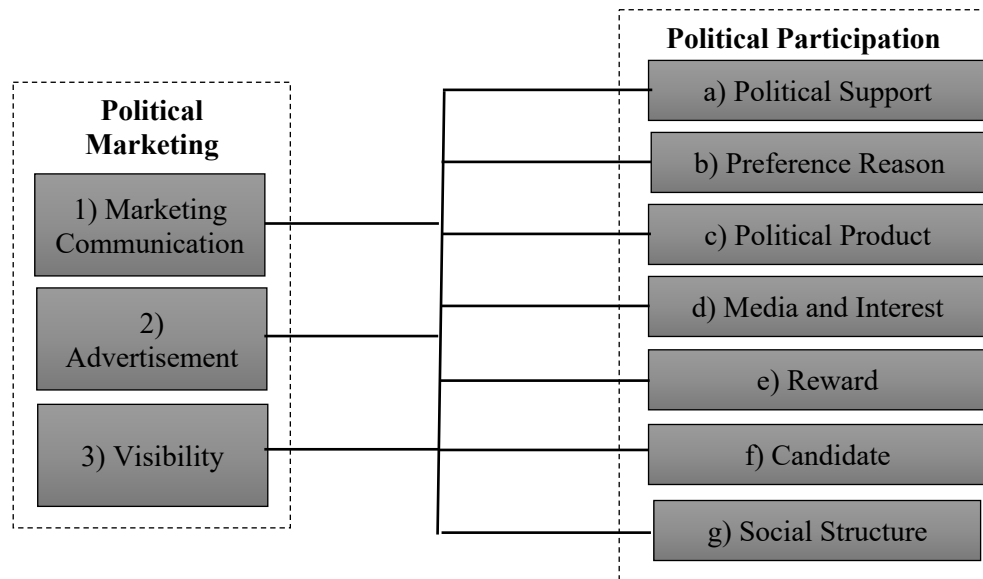 Political
Marketing
1) Marketing
Communication
2)
Advertisement
3) Visibility
Political Participation
a) Political Support
b) Preference Reason
c) Political Product
d) Media and Interest
e) Reward
f) Candidate
g) Social Structure